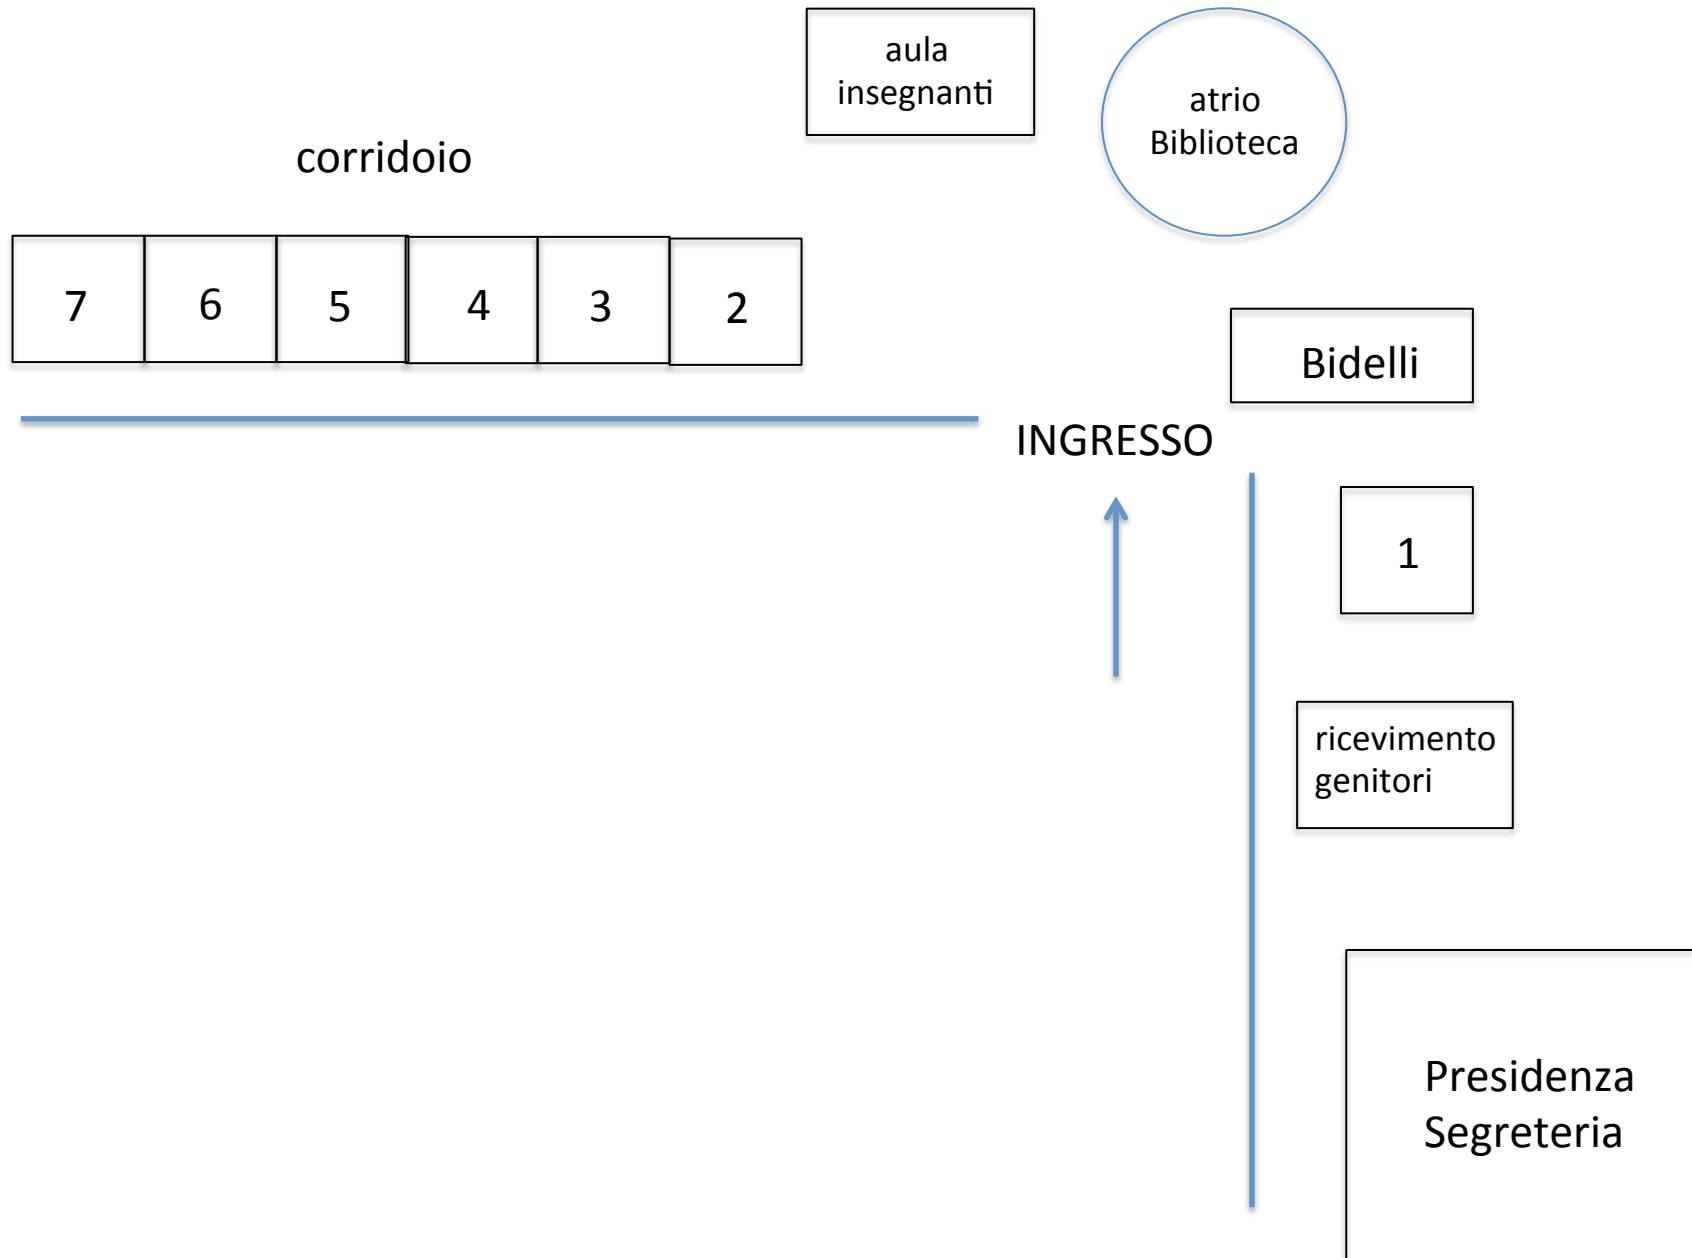 aula
insegnanti
atrio
Biblioteca
corridoio
7 6 5 4 3 2
Bidelli
INGRESSO
1
ricevimento
genitori
Presidenza
Segreteria